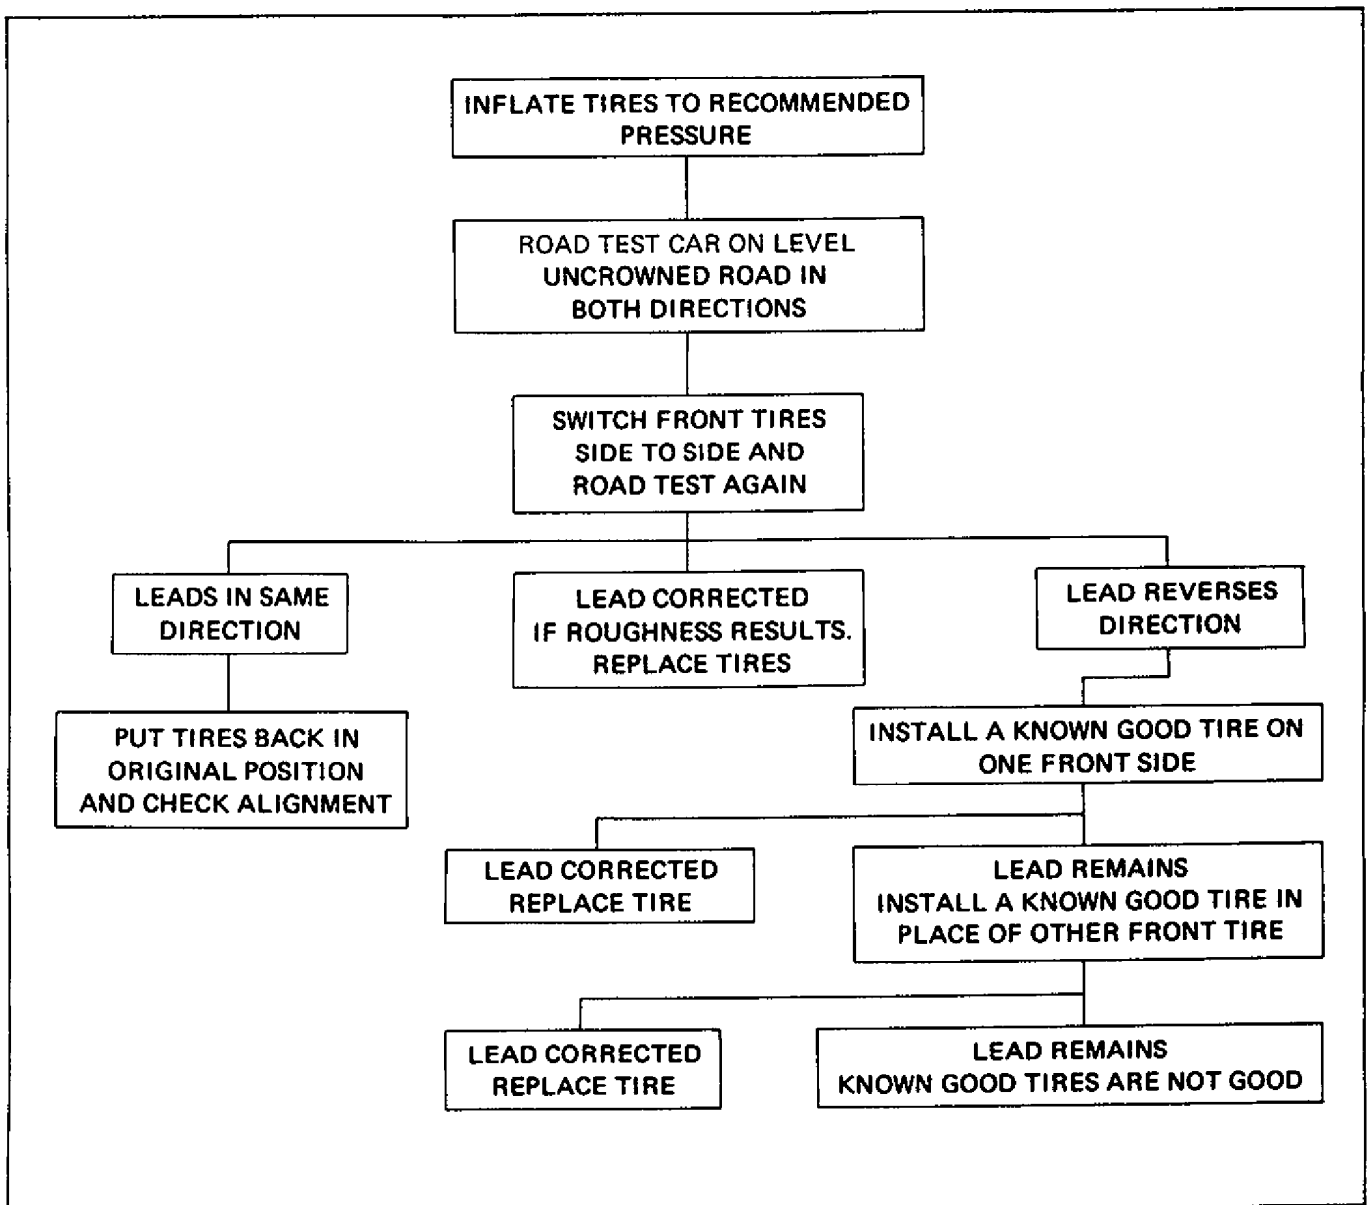 INFLATE TIRES TO RECOMMENDED
PRESSURE
ROAD TEST CAR ON LEVEL
UNCROWNED ROAD IN
BOTH DIRECTIONS
SWITCH FRONT TIRES
SIDE TO SIDE AND
ROAD TEST AGAIN
LEADS IN SAME
DIRECTION
LEAD CORRECTED
IF ROUGHNESS RESULTS.
REPLACE TIRES
LEAD REVERSES
DIRECTION
PUT TIRES BACK IN
ORIGINAL POSITION
AND CHECK ALIGNMENT
INSTALL A KNOWN GOOD TIRE ON
ONE FRONT SIDE
LEAD CORRECTED
REPLACE TIRE
LEAD REMAINS
INSTALL A KNOWN GOOD TIRE IN
PLACE OF OTHER FRONT TIRE
LEAD CORRECTED
REPLACE TIRE
LEAD REMAINS
KNOWN GOOD TIRES ARE NOT GOOD